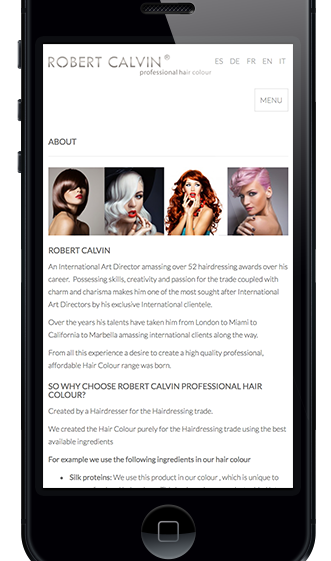 ROBERT CALVIN®
professional hair colour
ES DE FR EN IT
MENU
ABOUT
ROBERT CALVIN
An International Art Director amassing over 52 hairdressing awards over his
career. Possessing skills, creativity and passion for the trade coupled with
charm and charisma makes him one of the most sought after International
Art Directors by his exclusive International clientele.
Over the years his talents have taken him from London to Miami to
California to Marbella amassing international clients along the way.
From all this experience a desire to create a high quality professional,
affordable Hair Colour range was born.
SO WHY CHOOSE ROBERT CALVIN PROFESSIONAL HAIR
COLOUR?
Created by a Hairdresser for the Hairdressing trade.
We created the Hair Colour purely for the Hairdressing trade using the best
available ingredients
For example we use the following ingredients in our hair colour
• Silk proteins: We use this product in our colour , which is unique to